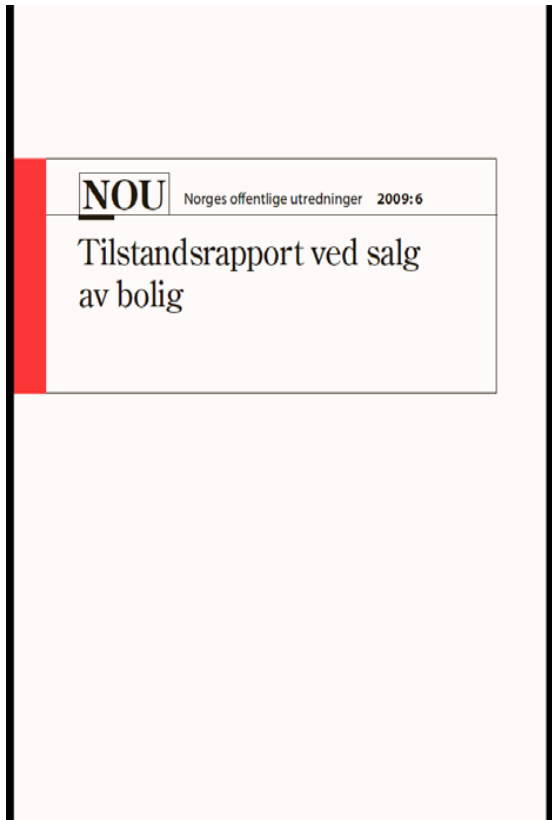 NOU Norges offentlige utredninger 2009:6
Tilstandsrapport ved salg
av bolig